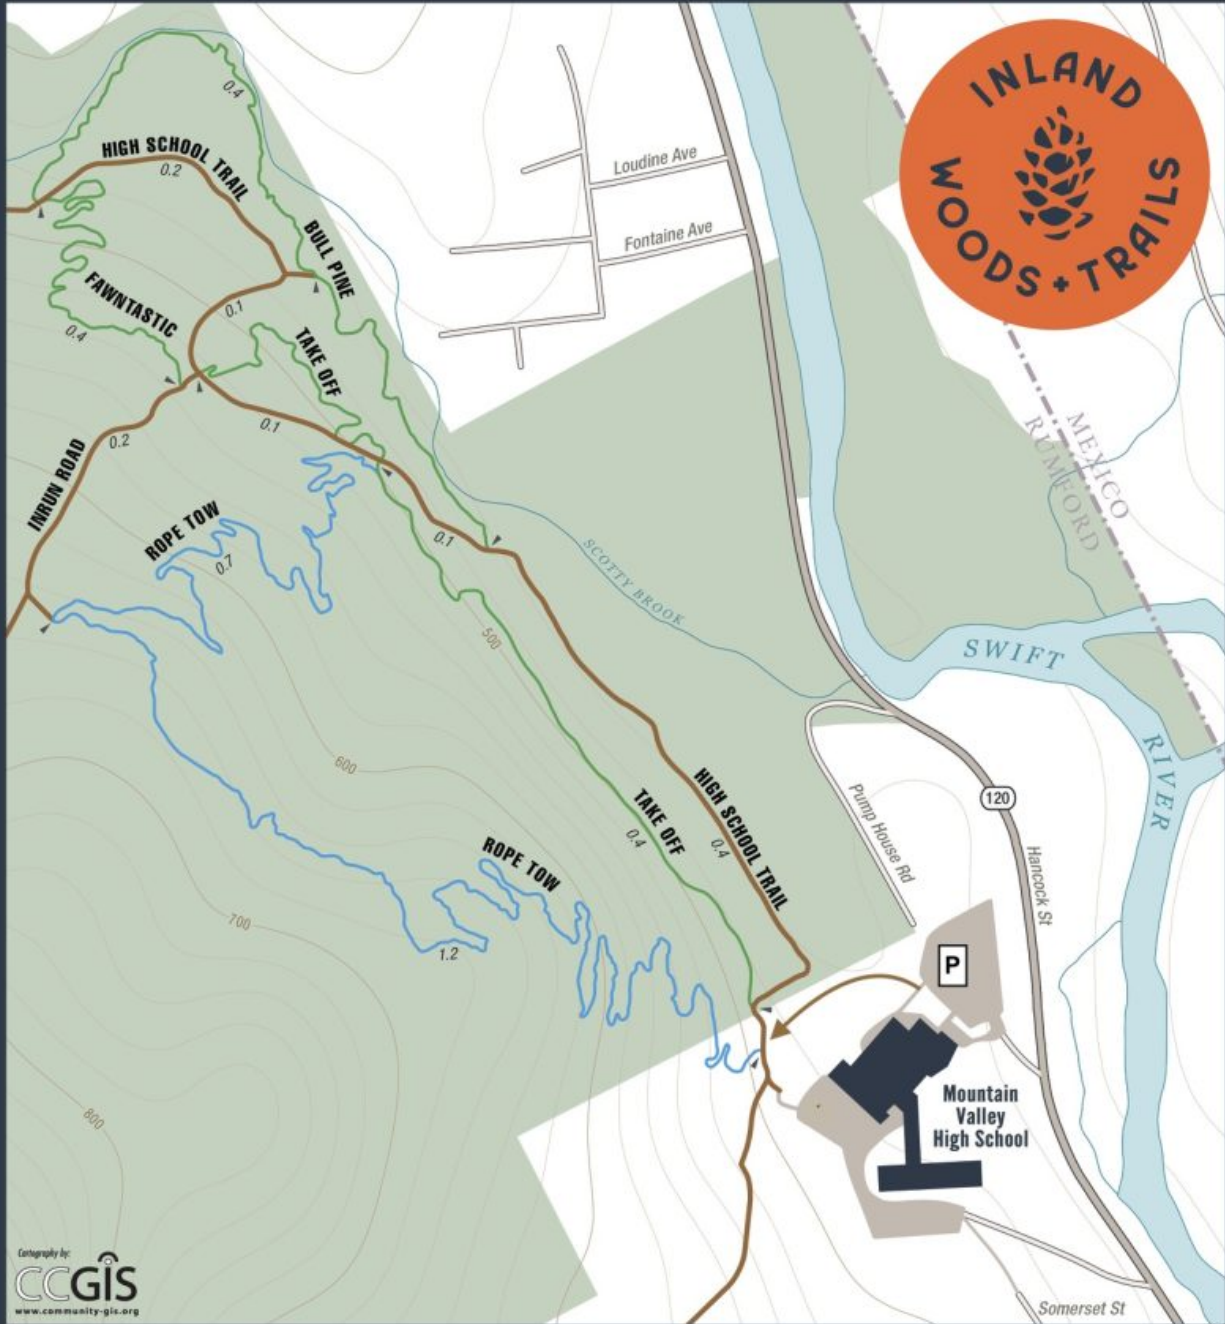 INLAND
WOODS + TRAILS
0.4
HIGH SCHOOL TRAIL
0.2
Loudine Ave
Fontaine Ave
BULL PINE
FAWNTASTIC
0.4
0.1
TAKE OFF
0.1
INRUN ROAD
0.2
MEXICO
RUMFORD
ROPE TOW
0.7
0.1
SCOTTY BROOK
500
SWIFT
RIVER
600
HIGH SCHOOL TRAIL
0.4
TAKE OFF
0.4
Pump House Rd
120
Hancock St
ROPE TOW
1.2
700
P
800
Mountain
Valley
High School
Somerset St
Cartography by:
CCGIS
www.community-gis.org